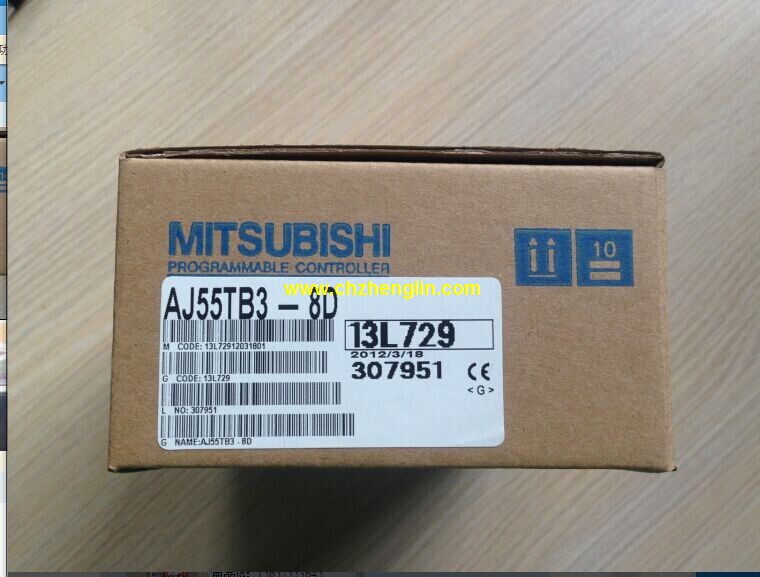 MITSUBISHI
PROGRAMMABLE CONTROLLER
10
www.chzhenglin.com
AJ55TB3 - 8D
13L729
M CODE: 13L72912031801
2012/3/18
307951
G CODE: 13L729
CE
<G>
L NO: 307951
G NAME:AJ55TB3 - 8D